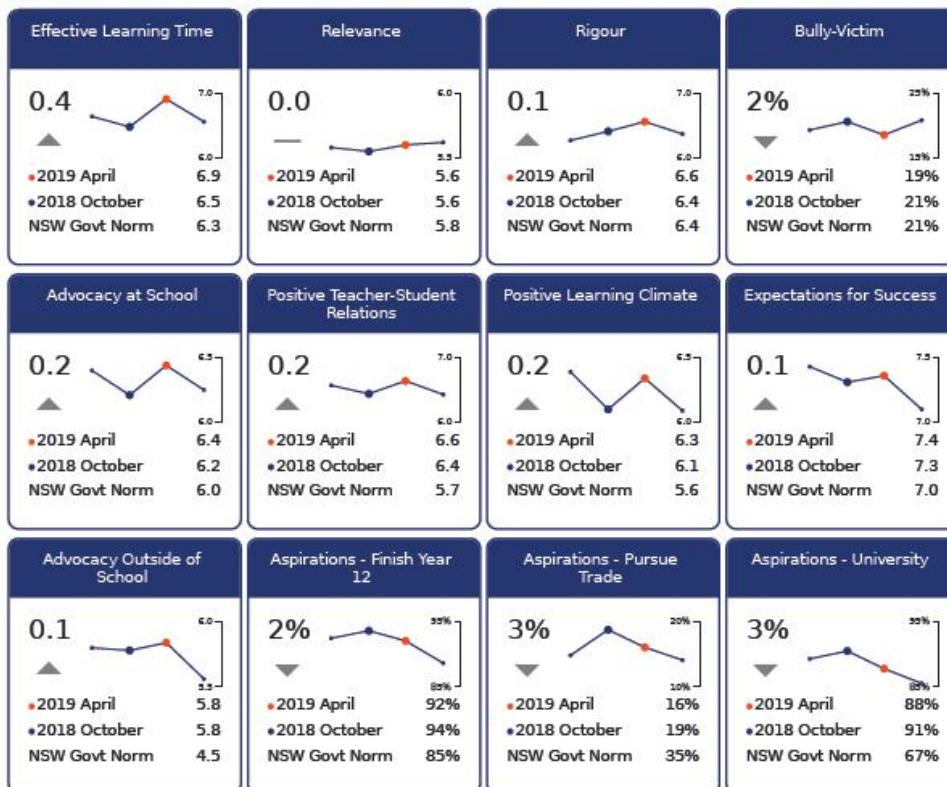 Effective Learning Time
0.4
7.0
6.0
2019 April 6.9
2018 October 6.5
NSW Govt Norm 6.3
Relevance
0.0
6.0
5.5
2019 April 5.6
2018 October 5.6
NSW Govt Norm 5.8
Rigour
0.1
7.0
6.0
2019 April 6.6
2018 October 6.4
NSW Govt Norm 6.4
Bully-Victim
2%
25%
15%
2019 April 19%
2018 October 21%
NSW Govt Norm 21%
Advocacy at School
0.2
6.5
6.0
2019 April 6.4
2018 October 6.2
NSW Govt Norm 6.0
Positive Teacher-Student
Relations
0.2
7.0
6.0
2019 April 6.6
2018 October 6.4
NSW Govt Norm 5.7
Positive Learning Climate
0.2
6.5
6.0
2019 April 6.3
2018 October 6.1
NSW Govt Norm 5.6
Expectations for Success
0.1
7.5
7.0
2019 April 7.4
2018 October 7.3
NSW Govt Norm 7.0
Advocacy Outside of
School
0.1
6.0
5.5
2019 April 5.8
2018 October 5.8
NSW Govt Norm 4.5
Aspirations - Finish Year
12
2%
95%
85%
2019 April 92%
2018 October 94%
NSW Govt Norm 85%
Aspirations - Pursue
Trade
3%
20%
10%
2019 April 16%
2018 October 19%
NSW Govt Norm 35%
Aspirations - University
3%
95%
85%
2019 April 88%
2018 October 91%
NSW Govt Norm 67%